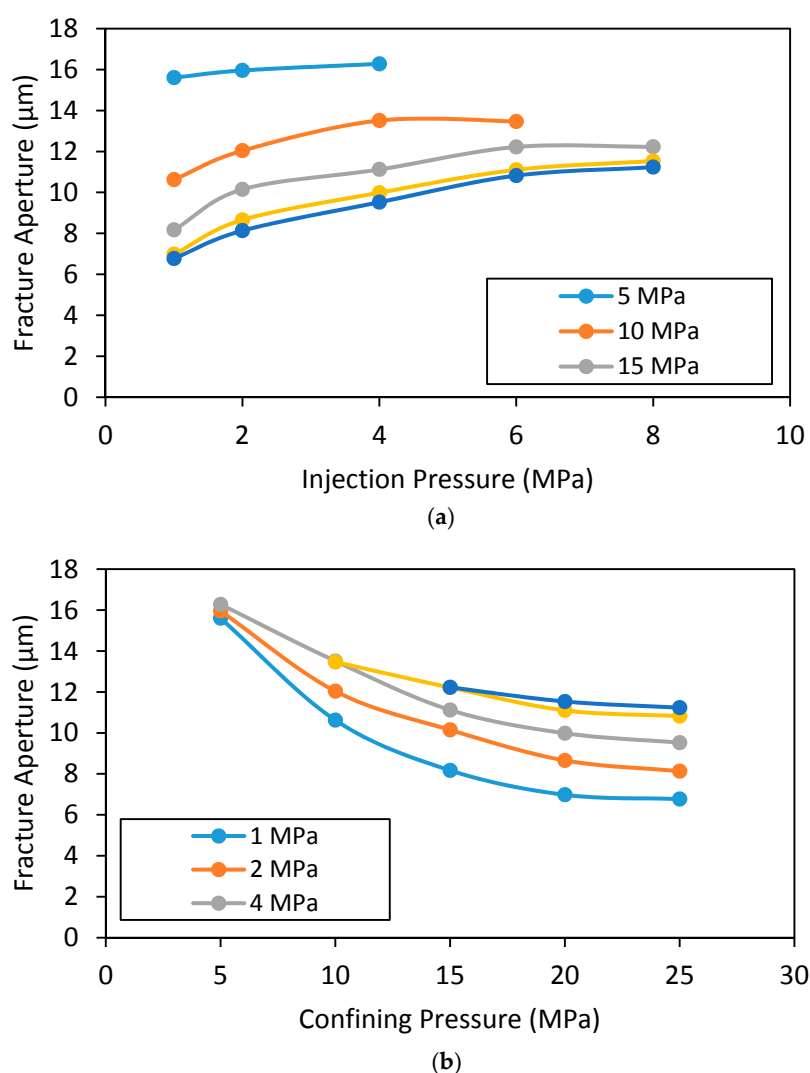 18
16
14
12
10
8
6
4
2
0
Fracture Aperture (µm)
5 MPa
10 MPa
15 MPa
0 2 4 6 8 10
Injection Pressure (MPa)
(a)
18
16
14
12
10
8
6
4
2
0
Fracture Aperture (µm)
1 MPa
2 MPa
4 MPa
0 5 10 15 20 25 30
Confining Pressure (MPa)
(b)